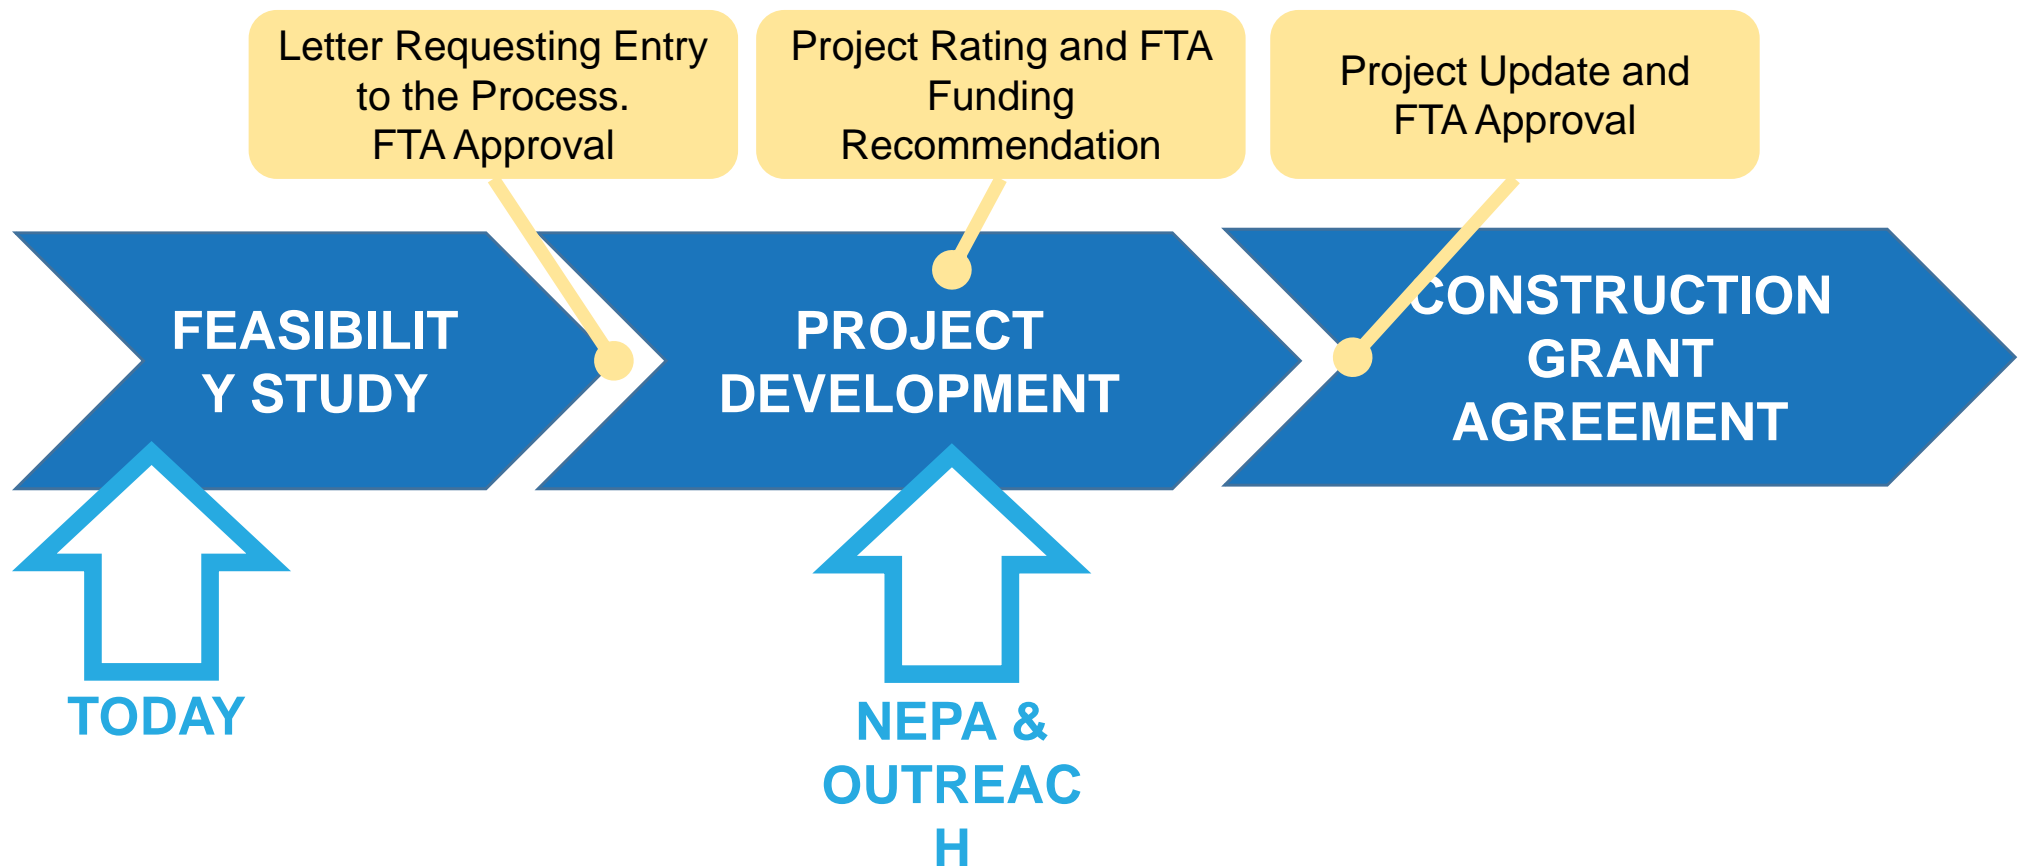 Letter Requesting Entry
to the Process.
FTA Approval
Project Rating and FTA
Funding
Recommendation
Project Update and
FTA Approval
FEASIBILIT
Y STUDY
PROJECT
DEVELOPMENT
CONSTRUCTION
GRANT
AGREEMENT
TODAY
NEPA &
OUTREAC
H